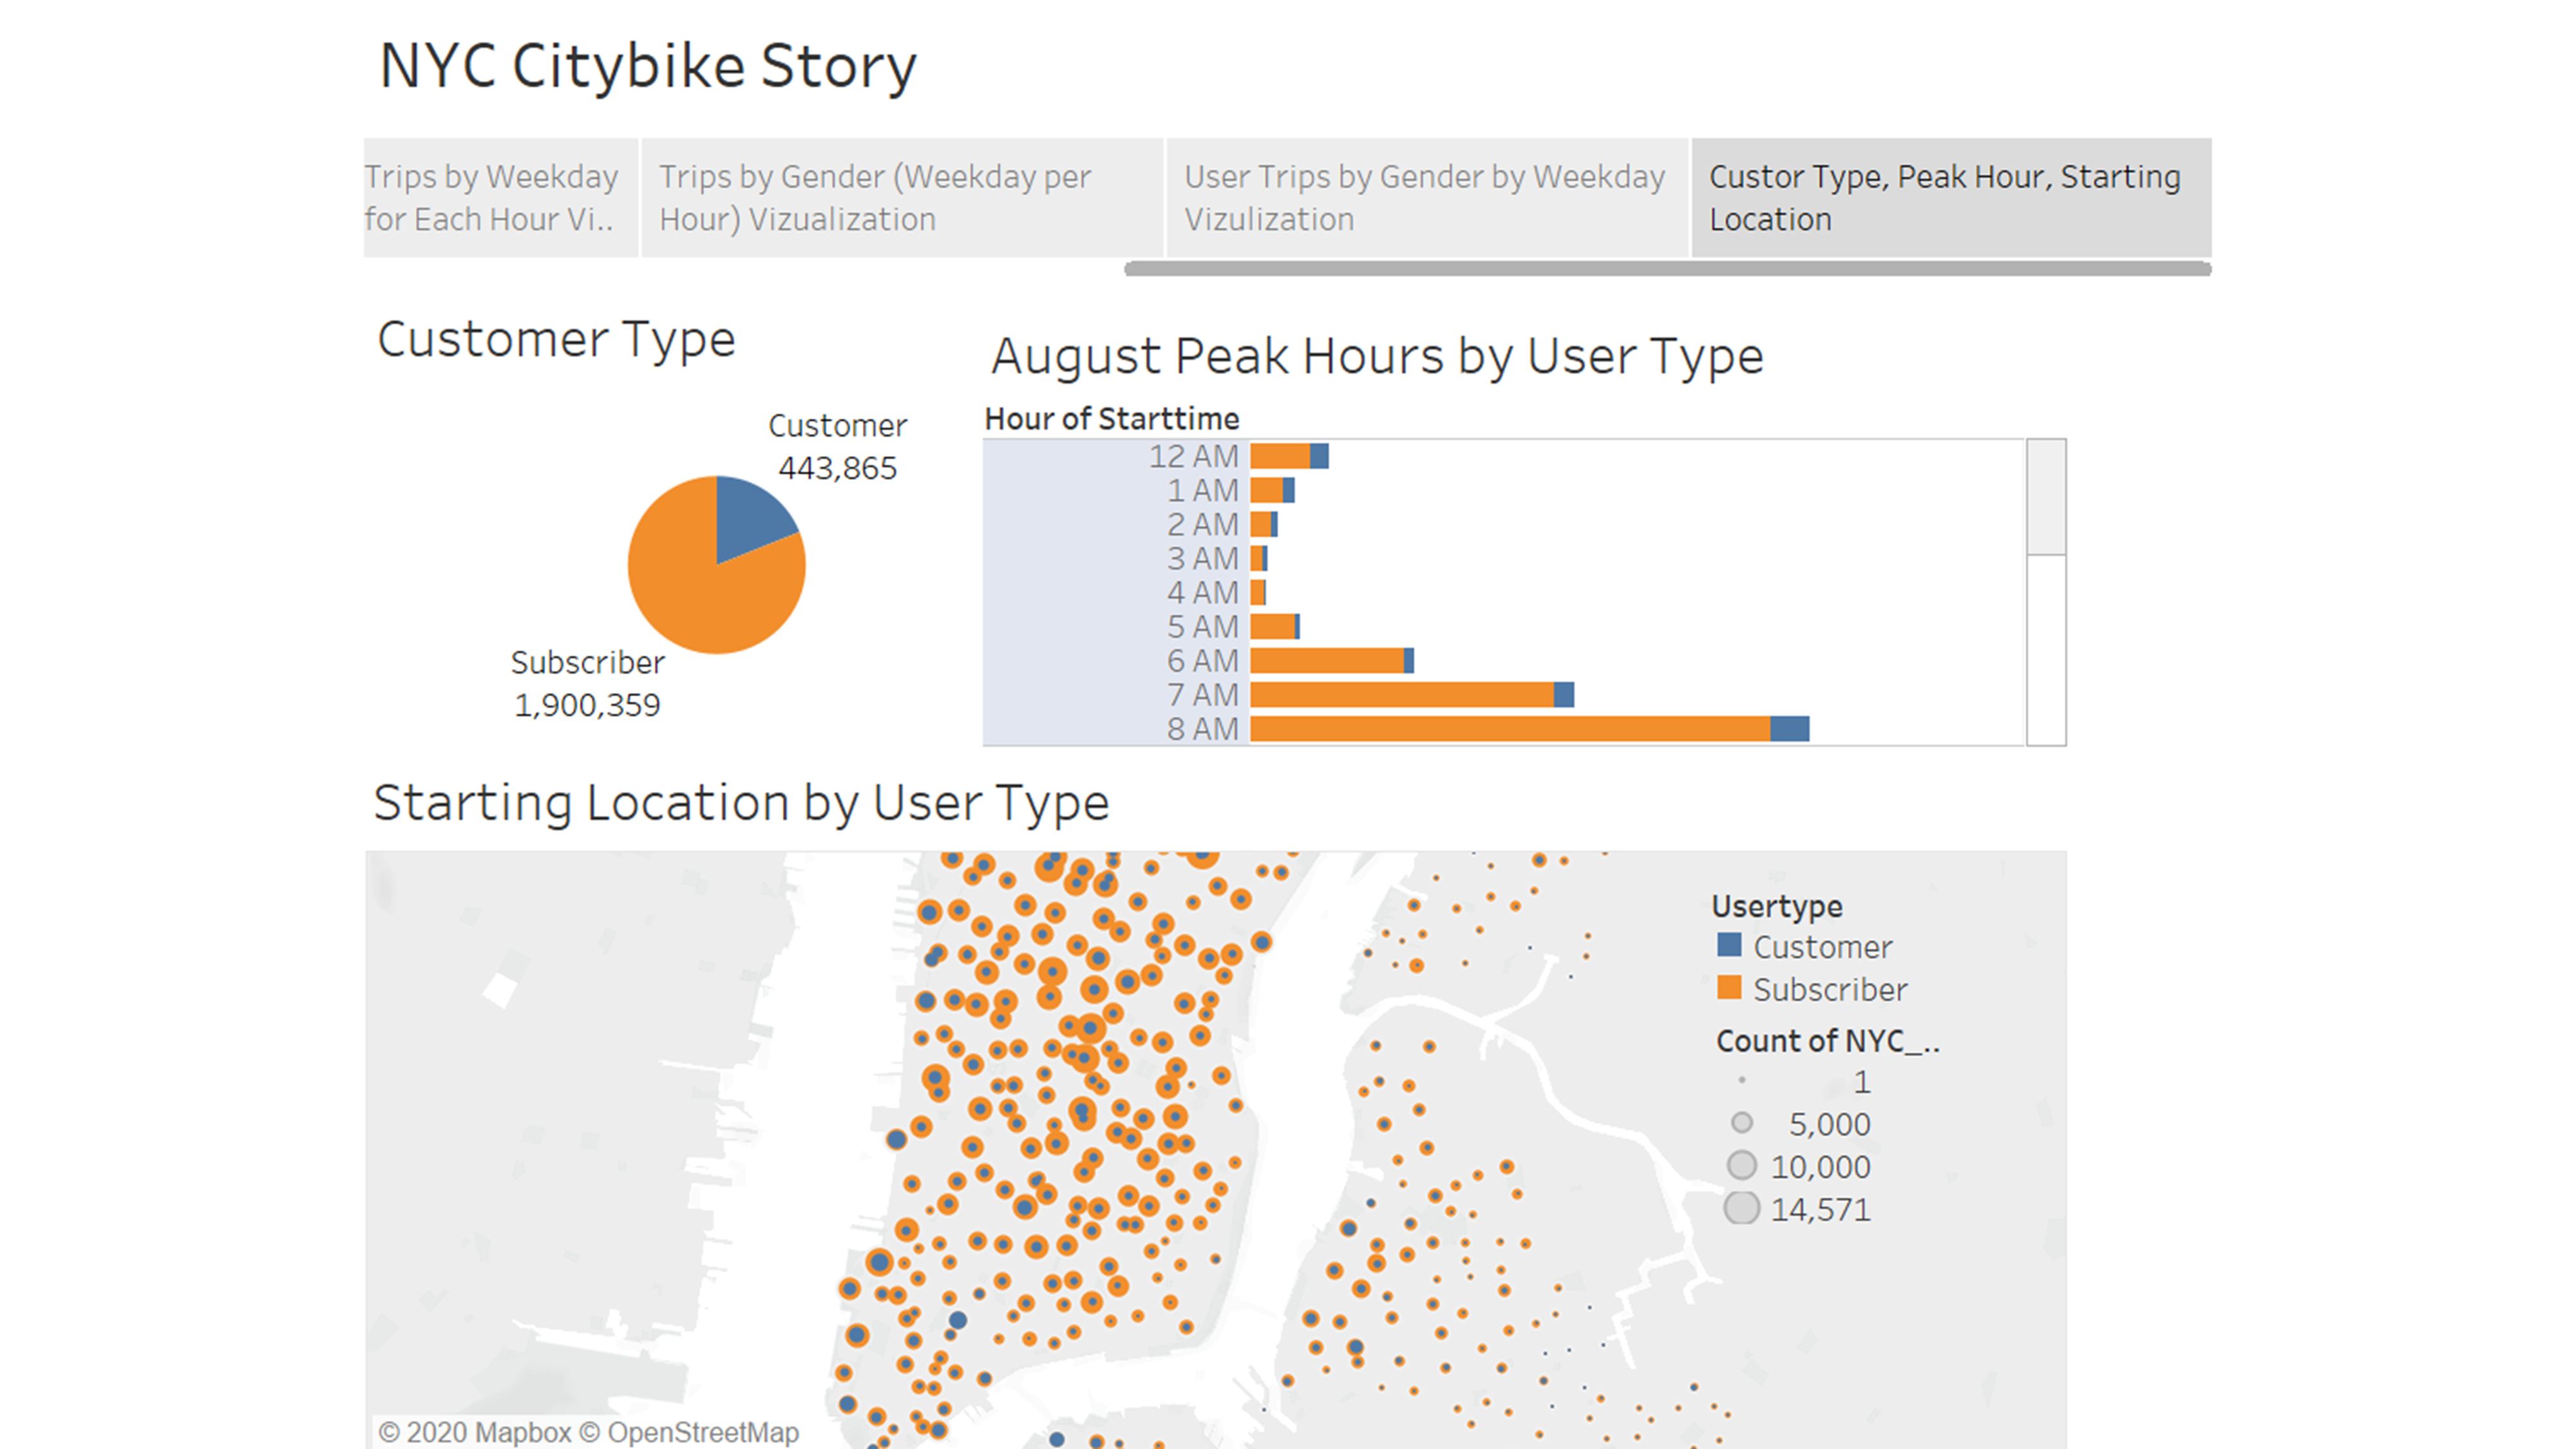 NYC Citybike Story
Trips by Weekday
for Each Hour Vi..
Trips by Gender (Weekday per
Hour) Vizualization
User Trips by Gender by Weekday
Vizulization
Custor Type, Peak Hour, Starting
Location
Customer Type
Customer
443,865
Subscriber
1,900,359
August Peak Hours by User Type
Hour of Starttime
12 AM
1 AM
2 AM
3 AM
4 AM
5 AM
6 AM
7 AM
8 AM
Starting Location by User Type
Usertype
Customer
Subscriber
Count of NYC_..
1
5,000
10,000
14,571
© 2020 Mapbox © OpenStreetMap